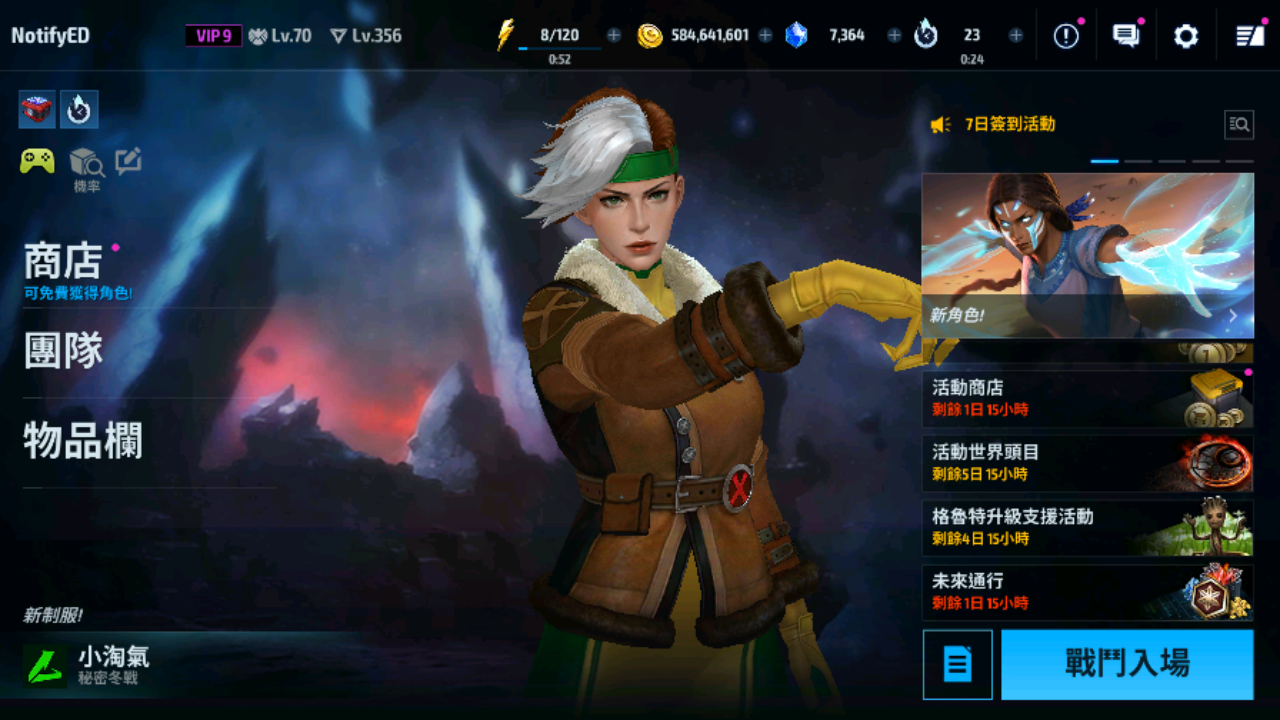 NotifyED
VIP 9 Lv.70 Lv.356
8/120
0:52
584,641,601
7,364
23
0:24
機率
商店
可免費獲得角色!
團隊
物品欄
新制服!
小淘氣
秘密冬戰
7日簽到活動
新角色!
活動商店
剩餘1日 15小時
活動世界頭目
剩餘5日 15小時
格魯特升級支援活動
剩餘4日 15小時
未來通行
剩餘1日 15小時
戰鬥入場